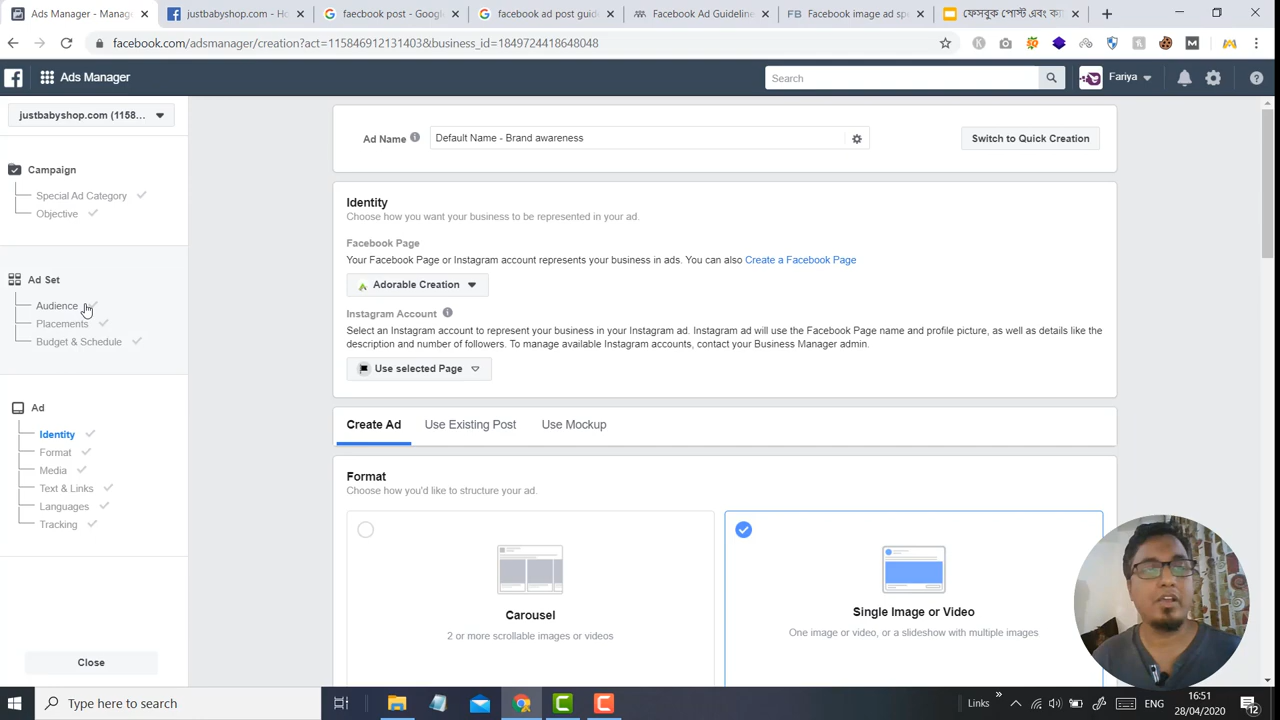 Ads Manager - Manag
justbabyshop.com - Ho
faecbook post - Google
facebook ad post guide
Facebook Ad Guideline
Facebook image ad spe
ফেসবুক পোস্ট এবং ক্যা
facebook.com/adsmanager/creation?act=115846912131403&business_id=1849724418648048
Ads Manager
Search
Fariya
justbabyshop.com (1158...
Ad Name
Default Name - Brand awareness
Switch to Quick Creation
Campaign
Special Ad Category
Objective
Ad Set
Audience
Placements
Budget & Schedule
Ad
Identity
Format
Media
Text & Links
Languages
Tracking
Close
Identity
Choose how you want your business to be represented in your ad.
Facebook Page
Your Facebook Page or Instagram account represents your business in ads. You can also Create a Facebook Page
Adorable Creation
Instagram Account
Select an Instagram account to represent your business in your Instagram ad. Instagram ad will use the Facebook Page name and profile picture, as well as details like the
description and number of followers. To manage available Instagram accounts, contact your Business Manager admin.
Use selected Page
Create Ad
Use Existing Post
Use Mockup
Format
Choose how you'd like to structure your ad.
Carousel
2 or more scrollable images or videos
Single Image or Video
One image or video, or a slideshow with multiple images
Type here to search
Links
ENG
16:51
28/04/2020
12